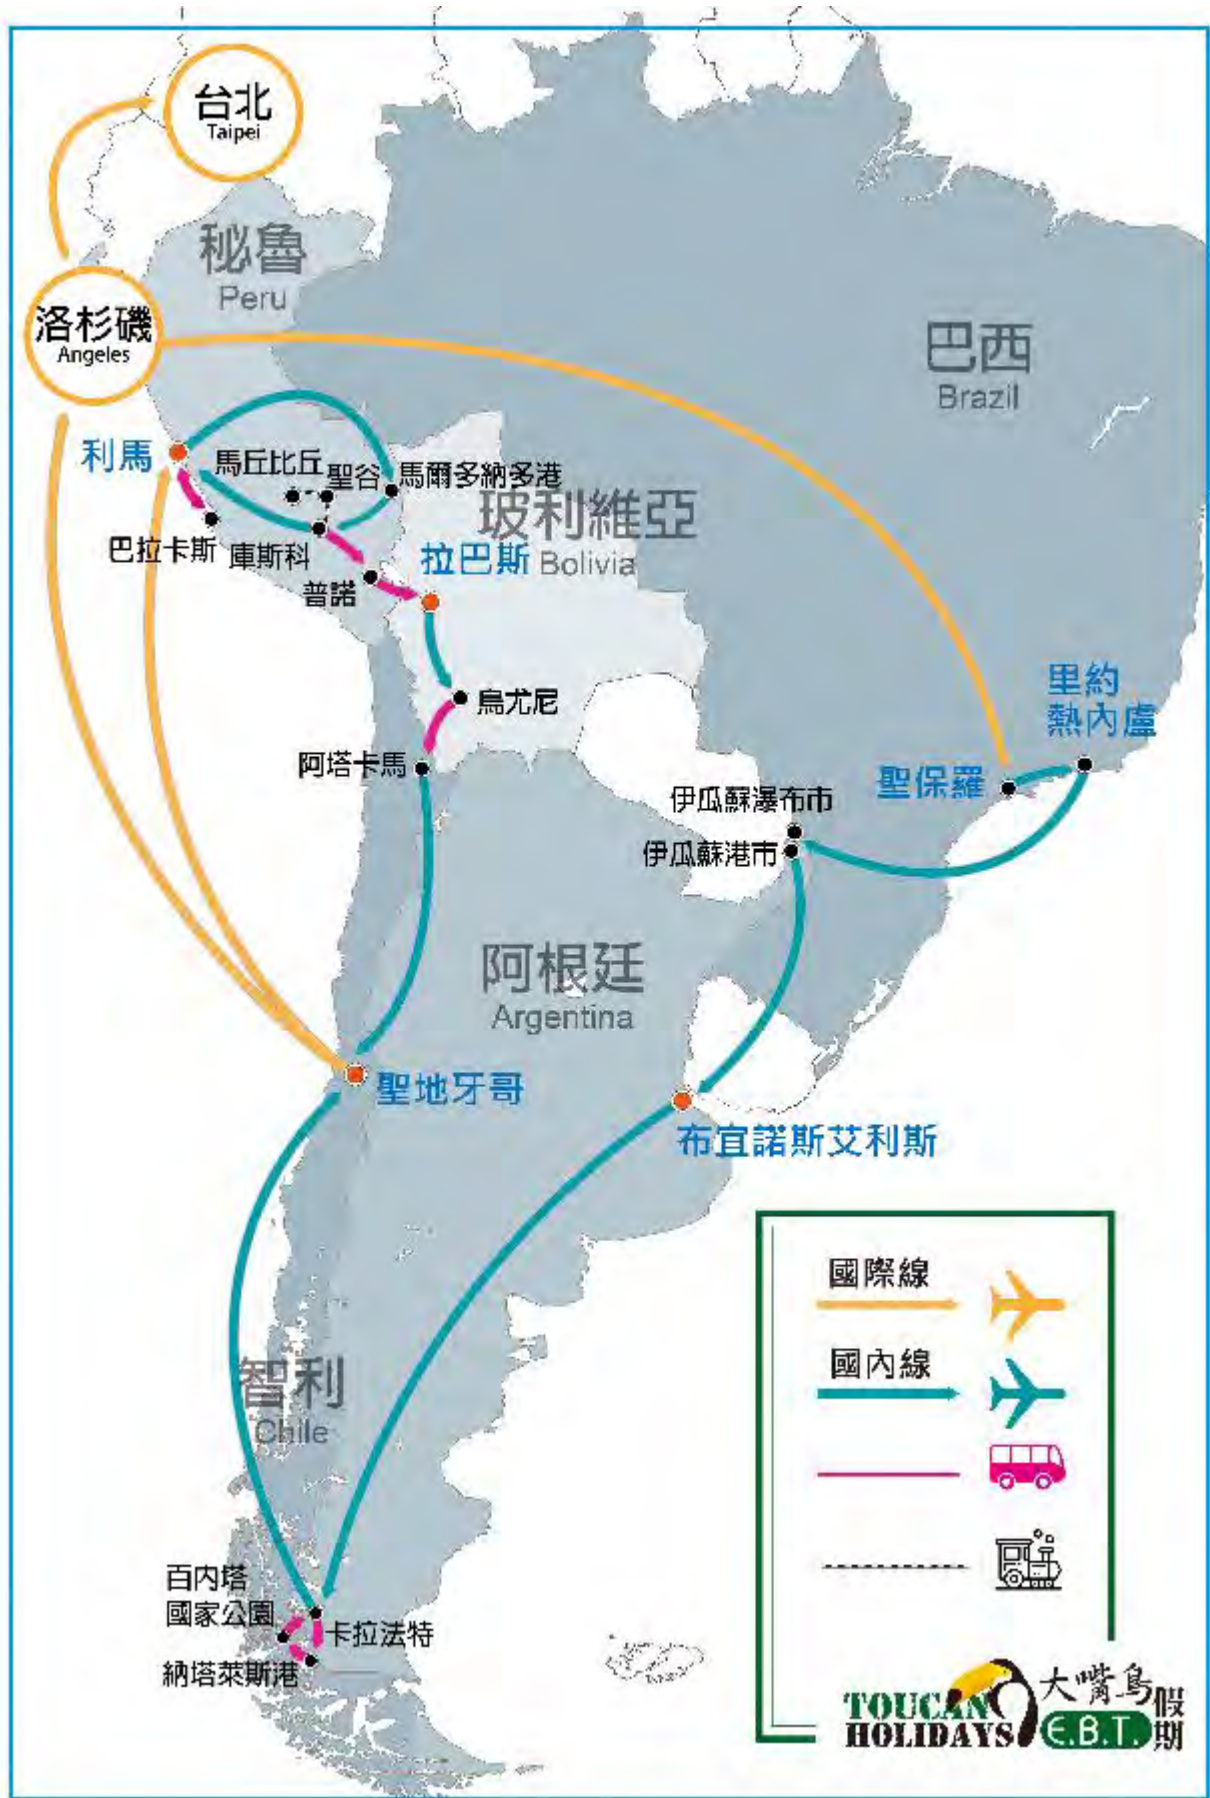 台北
Taipei
秘魯
Peru
洛杉磯
Angeles
巴西
Brazil
利馬
馬丘比丘
聖谷
馬爾多納多港
玻利維亞
Bolivia
巴拉卡斯
庫斯科
普諾
拉巴斯
烏尤尼
阿塔卡馬
里約
熱內盧
聖保羅
伊瓜蘇瀑布市
伊瓜蘇港市
阿根廷
Argentina
聖地牙哥
布宜諾斯艾利斯
智利
Chile
百內塔
國家公園
卡拉法特
納塔萊斯港
國際線
國內線
TOUCAN
HOLIDAYS
大嘴鳥
E.B.T.
假期